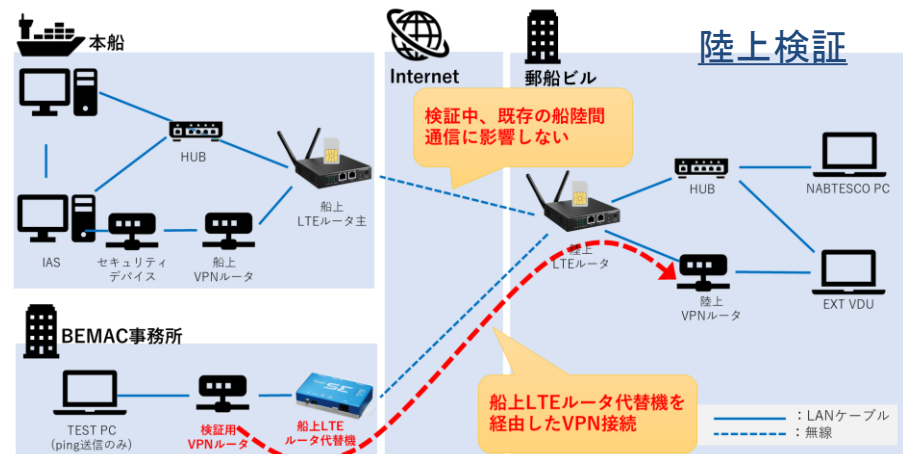 陸上検証
本船
Internet
郵船ビル
検証中、既存の船陸間
通信に影響しない
HUB
船上
LTEルータ主
IAS
セキュリティ
デバイス
船上
VPNルータ
陸上
LTEルータ
HUB
NABTESCO PC
陸上
VPNルータ
EXT VDU
BEMAC事務所
TEST PC
(ping送信のみ)
検証用
VPNルータ
船上LTE
ルータ代替機
船上LTEルータ代替機を
経由したVPN接続
：LANケーブル
：無線